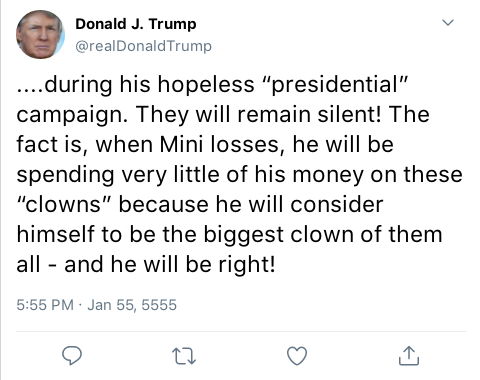 Donald J. Trump
@realDonaldTrump
....during his hopeless “presidential”
campaign. They will remain silent! The
fact is, when Mini losses, he will be
spending very little of his money on these
“clowns” because he will consider
himself to be the biggest clown of them
all - and he will be right!
5:55 PM · Jan 55, 5555